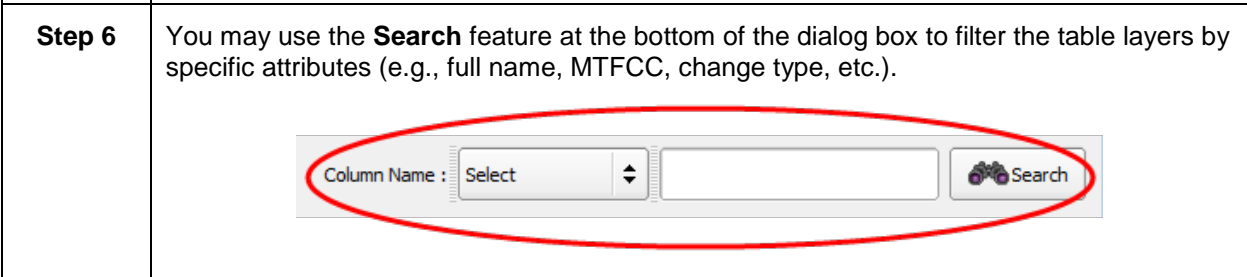 Step 6
You may use the Search feature at the bottom of the dialog box to filter the table layers by
specific attributes (e.g., full name, MTFCC, change type, etc.).
Column Name : Select Search